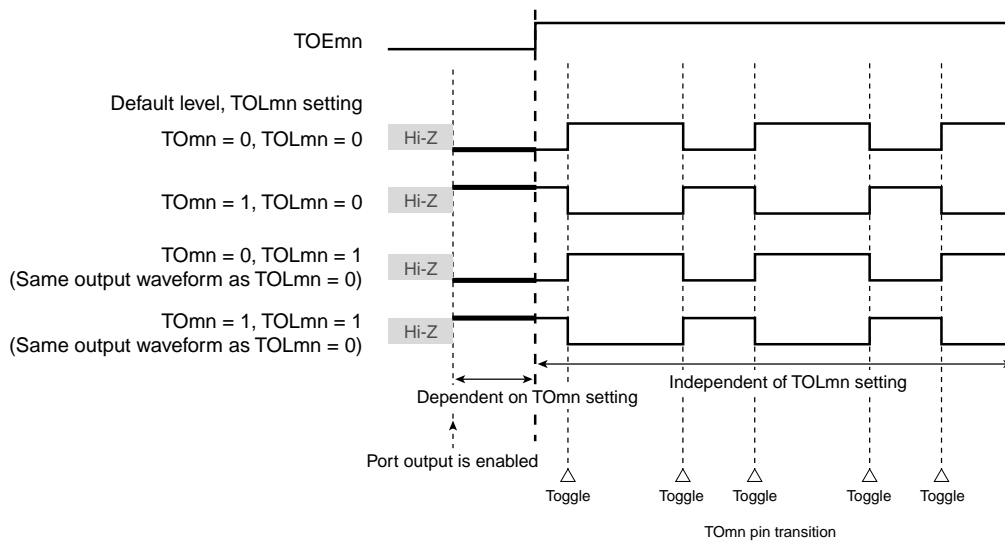 TOEmn
Default level, TOLmn setting
TOmn = 0, TOLmn = 0
Hi-Z
TOmn = 1, TOLmn = 0
Hi-Z
TOmn = 0, TOLmn = 1
(Same output waveform as TOLmn = 0)
Hi-Z
TOmn = 1, TOLmn = 1
(Same output waveform as TOLmn = 0)
Hi-Z
Independent of TOLmn setting
Dependent on TOmn setting
Port output is enabled
Toggle Toggle Toggle Toggle Toggle
TOmn pin transition